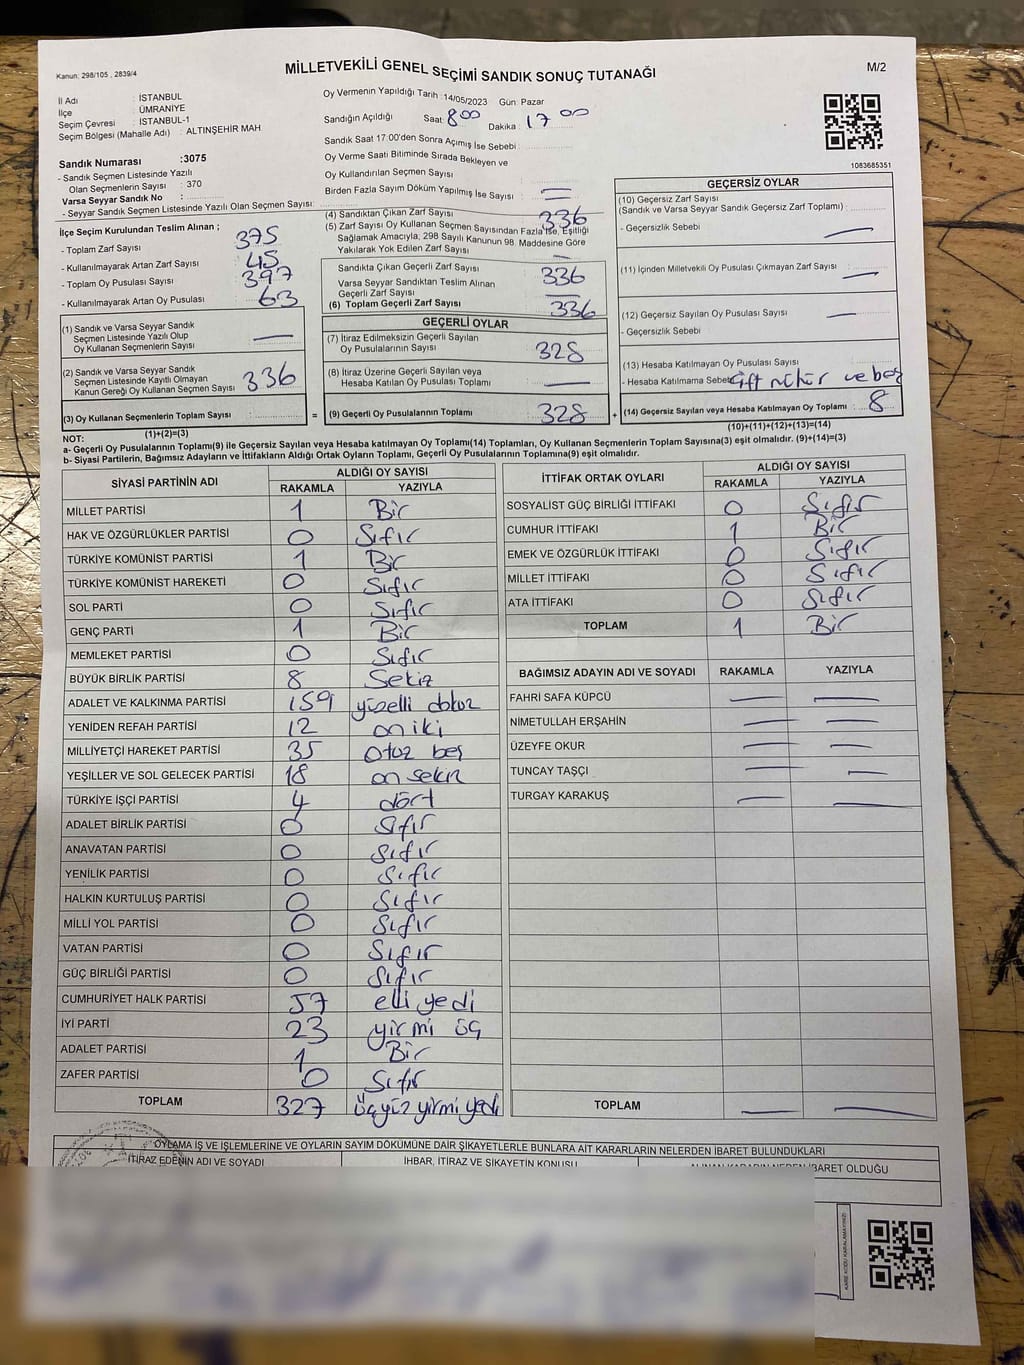 Kanun: 298/105 , 2839/4
MİLLETVEKİLİ GENEL SEÇİMİ SANDIK SONUÇ TUTANAĞI
M/2
İl Adı : İSTANBUL
İlçe : ÜMRANİYE
Seçim Çevresi : İSTANBUL-1
Seçim Bölgesi (Mahalle Adı) : ALTINŞEHİR MAH
Sandık Numarası :3075
- Sandık Seçmen Listesinde Yazılı
Olan Seçmenlerin Sayısı : 370
Varsa Seyyar Sandık No :
- Seyyar Sandık Seçmen Listesinde Yazılı Olan Seçmen Sayısı:
Oy Vermenin Yapıldığı Tarih :14/05/2023 Gün: Pazar
Sandığın Açıldığı Saat: 8 00 Dakika : 17 00
Sandık Saat 17:00'den Sonra Açımış İse Sebebi :
Oy Verme Saati Bitiminde Sırada Bekleyen ve
Oy Kullandırılan Seçmen Sayısı :
Birden Fazla Sayım Döküm Yapılmış İse Sayısı :
1083685351
İlçe Seçim Kurulundan Teslim Alınan ;
- Toplam Zarf Sayısı : 375
- Kullanılmayarak Artan Zarf Sayısı : 45
- Toplam Oy Pusulası Sayısı : 397
- Kullanılmayarak Artan Oy Pusulası : 63
(1) Sandık ve Varsa Seyyar Sandık
Seçmen Listesinde Yazılı Olup
Oy Kullanan Seçmenlerin Sayısı :
(2) Sandık ve Varsa Seyyar Sandık
Seçmen Listesinde Kayıtlı Olmayan
Kanun Gereği Oy Kullanan Seçmen Sayısı : 336
(3) Oy Kullanan Seçmenlerin Toplam Sayısı :
(4) Sandıktan Çıkan Zarf Sayısı : 336
(5) Zarf Sayısı Oy Kullanan Seçmen Sayısından Fazla İse, Eşitliği
Sağlamak Amacıyla, 298 Sayılı Kanunun 98. Maddesine Göre
Yakılarak Yok Edilen Zarf Sayısı :
Sandıkta Çıkan Geçerli Zarf Sayısı : 336
Varsa Seyyar Sandıktan Teslim Alınan
Geçerli Zarf Sayısı :
(6) Toplam Geçerli Zarf Sayısı : 336
GEÇERLİ OYLAR
(7) İtiraz Edilmeksizin Geçerli Sayılan
Oy Pusulalarının Sayısı : 328
(8) İtiraz Üzerine Geçerli Sayılan veya
Hesaba Katılan Oy Pusulası Toplamı :
= (9) Geçerli Oy Pusulalarının Toplamı : 328
GEÇERSİZ OYLAR
(10) Geçersiz Zarf Sayısı
(Sandık ve Varsa Seyyar Sandık Geçersiz Zarf Toplamı) :
- Geçersizlik Sebebi :
(11) İçinden Milletvekili Oy Pusulası Çıkmayan Zarf Sayısı :
(12) Geçersiz Sayılan Oy Pusulası Sayısı :
- Geçersizlik Sebebi :
(13) Hesaba Katılmayan Oy Pusulası Sayısı :
- Hesaba Katılmama Sebebi
+ (14) Geçersiz Sayılan veya Hesaba Katılmayan Oy Toplamı : 8
(10)+(11)+(12)+(13)=(14)
NOT: (1)+(2)=(3)
a- Geçerli Oy Pusulalarının Toplamı(9) ile Geçersiz Sayılan veya Hesaba katılmayan Oy Toplamı(14) Toplamları, Oy Kullanan Seçmenlerin Toplam Sayısına(3) eşit olmalıdır. (9)+(14)=(3)
b- Siyasi Partilerin, Bağımsız Adayların ve İttifakların Aldığı Ortak Oyların Toplamı, Geçerli Oy Pusulalarının Toplamına(9) eşit olmalıdır.
SİYASİ PARTİNİN ADI ALDIĞI OY SAYISI
RAKAMLA YAZIYLA
MİLLET PARTİSİ 1 Bir
HAK VE ÖZGÜRLÜKLER PARTİSİ 0 Sıfır
TÜRKİYE KOMÜNİST PARTİSİ 1 Bir
TÜRKİYE KOMÜNİST HAREKETİ 0 Sıfır
SOL PARTİ 0 Sıfır
GENÇ PARTİ 1 Bir
MEMLEKET PARTİSİ 0 Sıfır
BÜYÜK BİRLİK PARTİSİ 8 Sekiz
ADALET VE KALKINMA PARTİSİ 159 yüzelli dokuz
YENİDEN REFAH PARTİSİ 12 on iki
MİLLİYETÇİ HAREKET PARTİSİ 35 otuz beş
YEŞİLLER VE SOL GELECEK PARTİSİ 18 on sekiz
TÜRKİYE İŞÇİ PARTİSİ 4 dört
ADALET BİRLİK PARTİSİ 0 Sıfır
ANAVATAN PARTİSİ 0 Sıfır
YENİLİK PARTİSİ 0 Sıfır
HALKIN KURTULUŞ PARTİSİ 0 Sıfır
MİLLİ YOL PARTİSİ 0 Sıfır
VATAN PARTİSİ 0 Sıfır
GÜÇ BİRLİĞİ PARTİSİ 0 Sıfır
CUMHURİYET HALK PARTİSİ 57 elli yedi
İYİ PARTİ 23 yirmi üç
ADALET PARTİSİ 1 Bir
ZAFER PARTİSİ 0 Sıfır
TOPLAM 327 üçyüz yirmi yedi
İTTİFAK ORTAK OYLARI ALDIĞI OY SAYISI
RAKAMLA YAZIYLA
SOSYALİST GÜÇ BİRLİĞİ İTTİFAKI 0 Sıfır
CUMHUR İTTİFAKI 1 Bir
EMEK VE ÖZGÜRLÜK İTTİFAKI 0 Sıfır
MİLLET İTTİFAKI 0 Sıfır
ATA İTTİFAKI 0 Sıfır
TOPLAM 1 Bir
BAĞIMSIZ ADAYIN ADI VE SOYADI RAKAMLA YAZIYLA
FAHRİ SAFA KÜPCÜ
NİMETULLAH ERŞAHİN
ÜZEYFE OKUR
TUNCAY TAŞÇI
TURGAY KARAKUŞ
TOPLAM
OYLAMA İŞ VE İŞLEMLERİNE VE OYLARIN SAYIM DÖKÜMÜNE DAİR ŞİKAYETLERLE BUNLARA AİT KARARLARIN NELERDEN İBARET BULUNDUKLARI
İTİRAZ EDENİN ADI VE SOYADI İHBAR, İTİRAZ VE ŞİKAYETİN KONUSU ALINAN KARARIN NEDEN İBARET OLDUĞU
KARE KODU KARALAMAYINIZ!